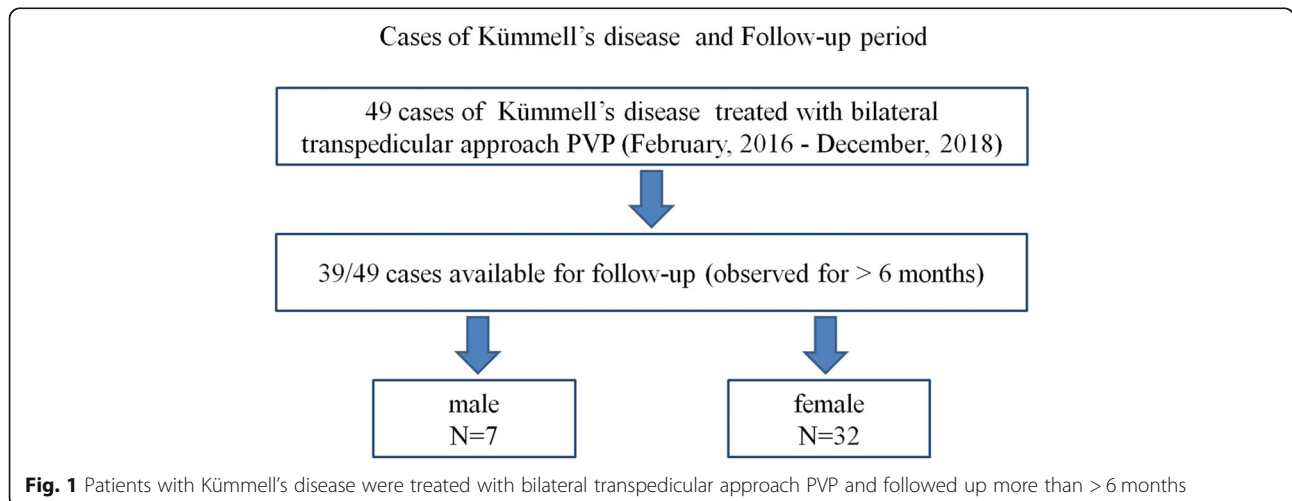 Cases of Kümmell's disease and Follow-up period
49 cases of Kümmell's disease treated with bilateral
transpedicular approach PVP (February, 2016 - December, 2018)
39/49 cases available for follow-up (observed for > 6 months)
male
N=7
female
N=32
Fig. 1 Patients with Kümmell's disease were treated with bilateral transpedicular approach PVP and followed up more than > 6 months